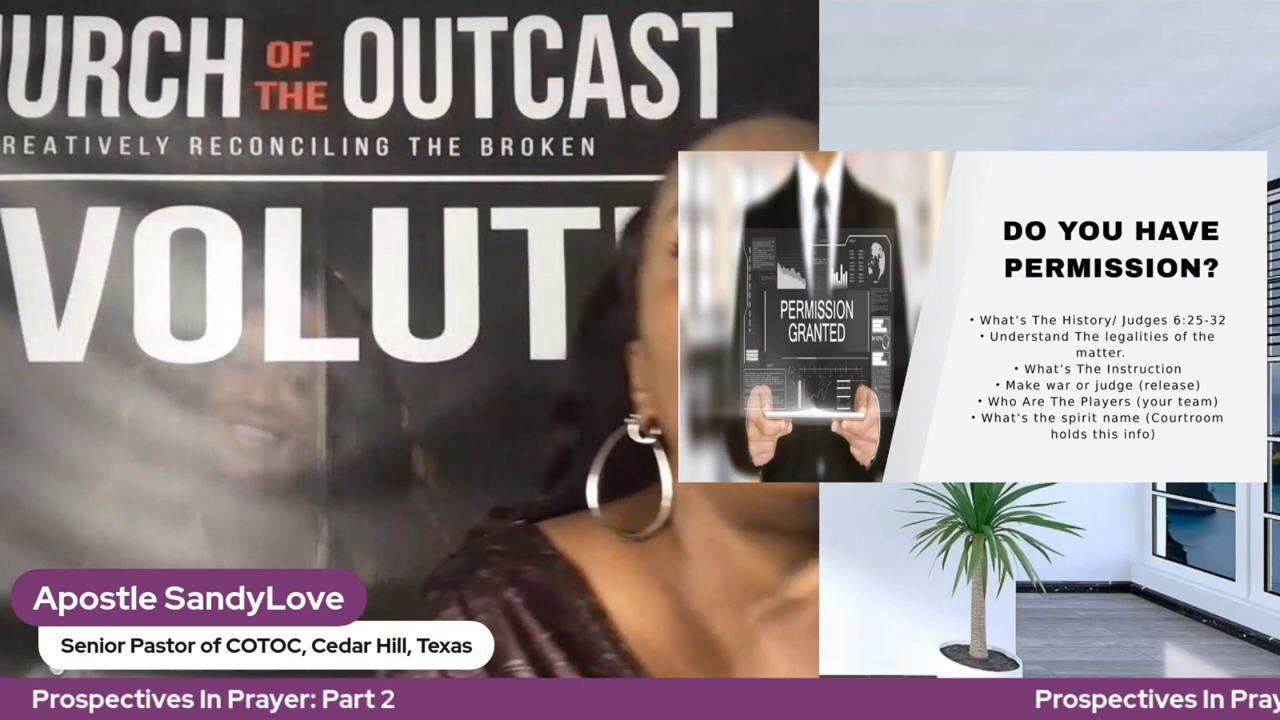 URCH OF THE OUTCAST
REATIVELY RECONCILING THE BROKEN
VOLUT
DO YOU HAVE
PERMISSION?
PERMISSION
GRANTED
• What's The History/ Judges 6:25-32
• Understand The legalities of the
matter.
• What's The Instruction
• Make war or judge (release)
• Who Are The Players (your team)
• What's the spirit name (Courtroom
holds this info)
Apostle SandyLove
Senior Pastor of COTOC, Cedar Hill, Texas
Prospectives In Prayer: Part 2
Prospectives In Pray